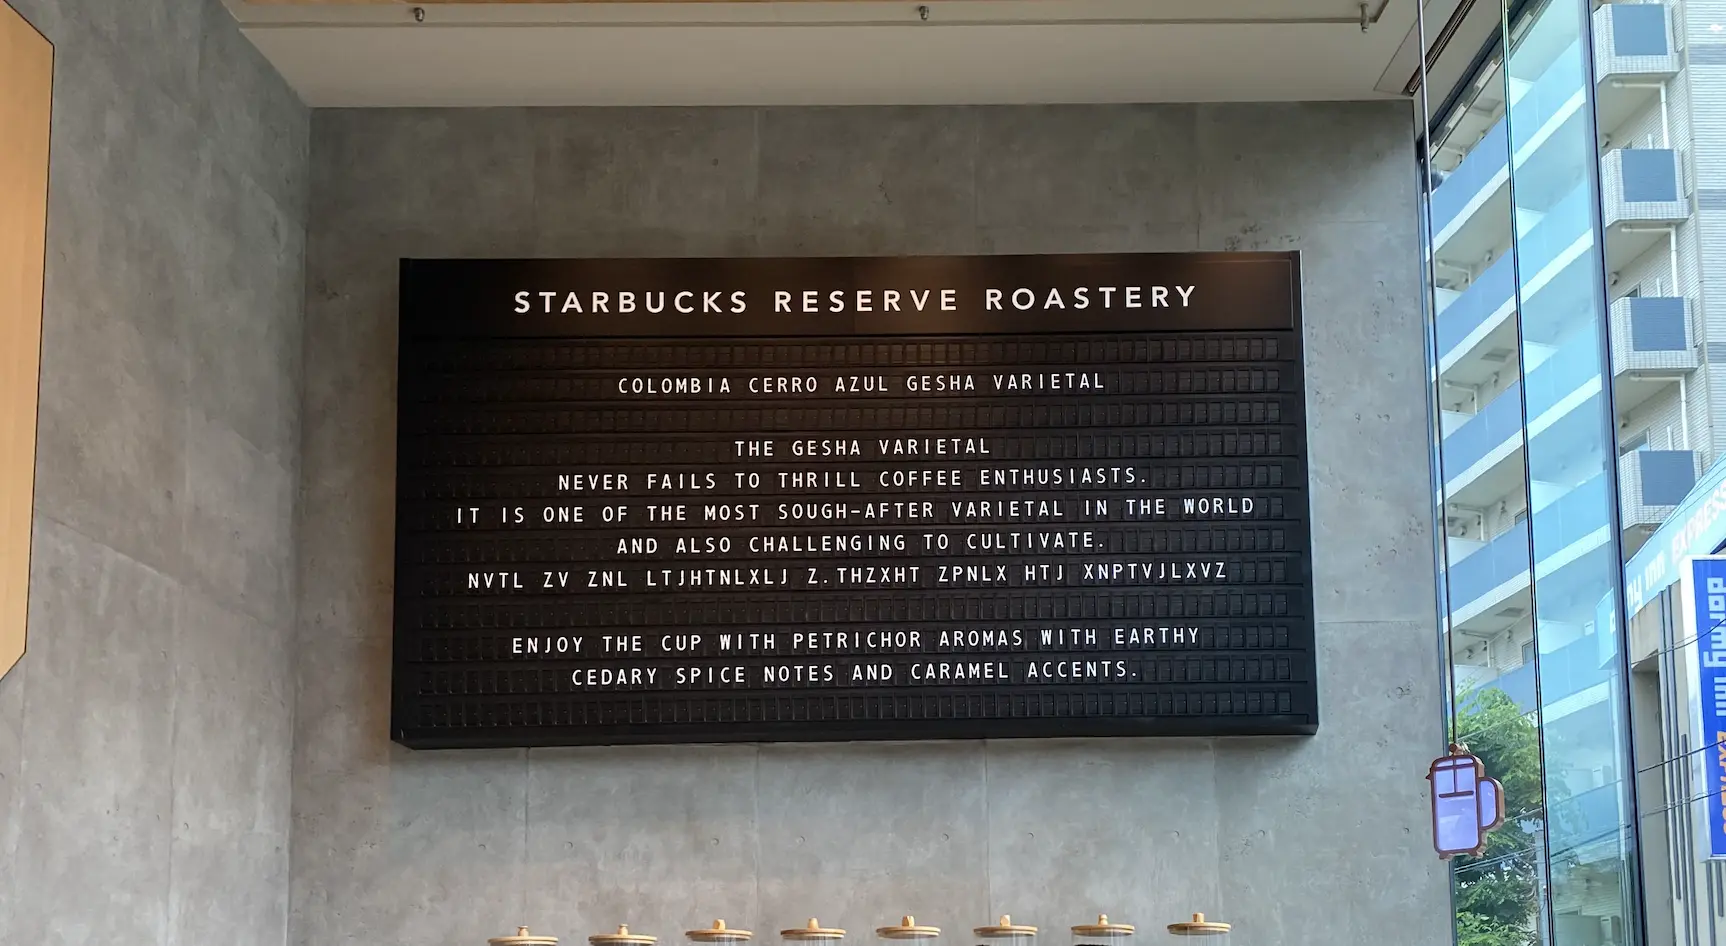 STARBUCKS RESERVE ROASTERY
COLOMBIA CERRO AZUL GESHA VARIETAL
THE GESHA VARIETAL
NEVER FAILS TO THRILL COFFEE ENTHUSIASTS.
IT IS ONE OF THE MOST SOUGH-AFTER VARIETAL IN THE WORLD
AND ALSO CHALLENGING TO CULTIVATE.
NVTL ZV ZNL LTJHTNLXLJ Z.THZXHT ZPNLX HTJ XNPTVJLXVZ
ENJOY THE CUP WITH PETRICHOR AROMAS WITH EARTHY
CEDARY SPICE NOTES AND CARAMEL ACCENTS.
inn EXPRESS